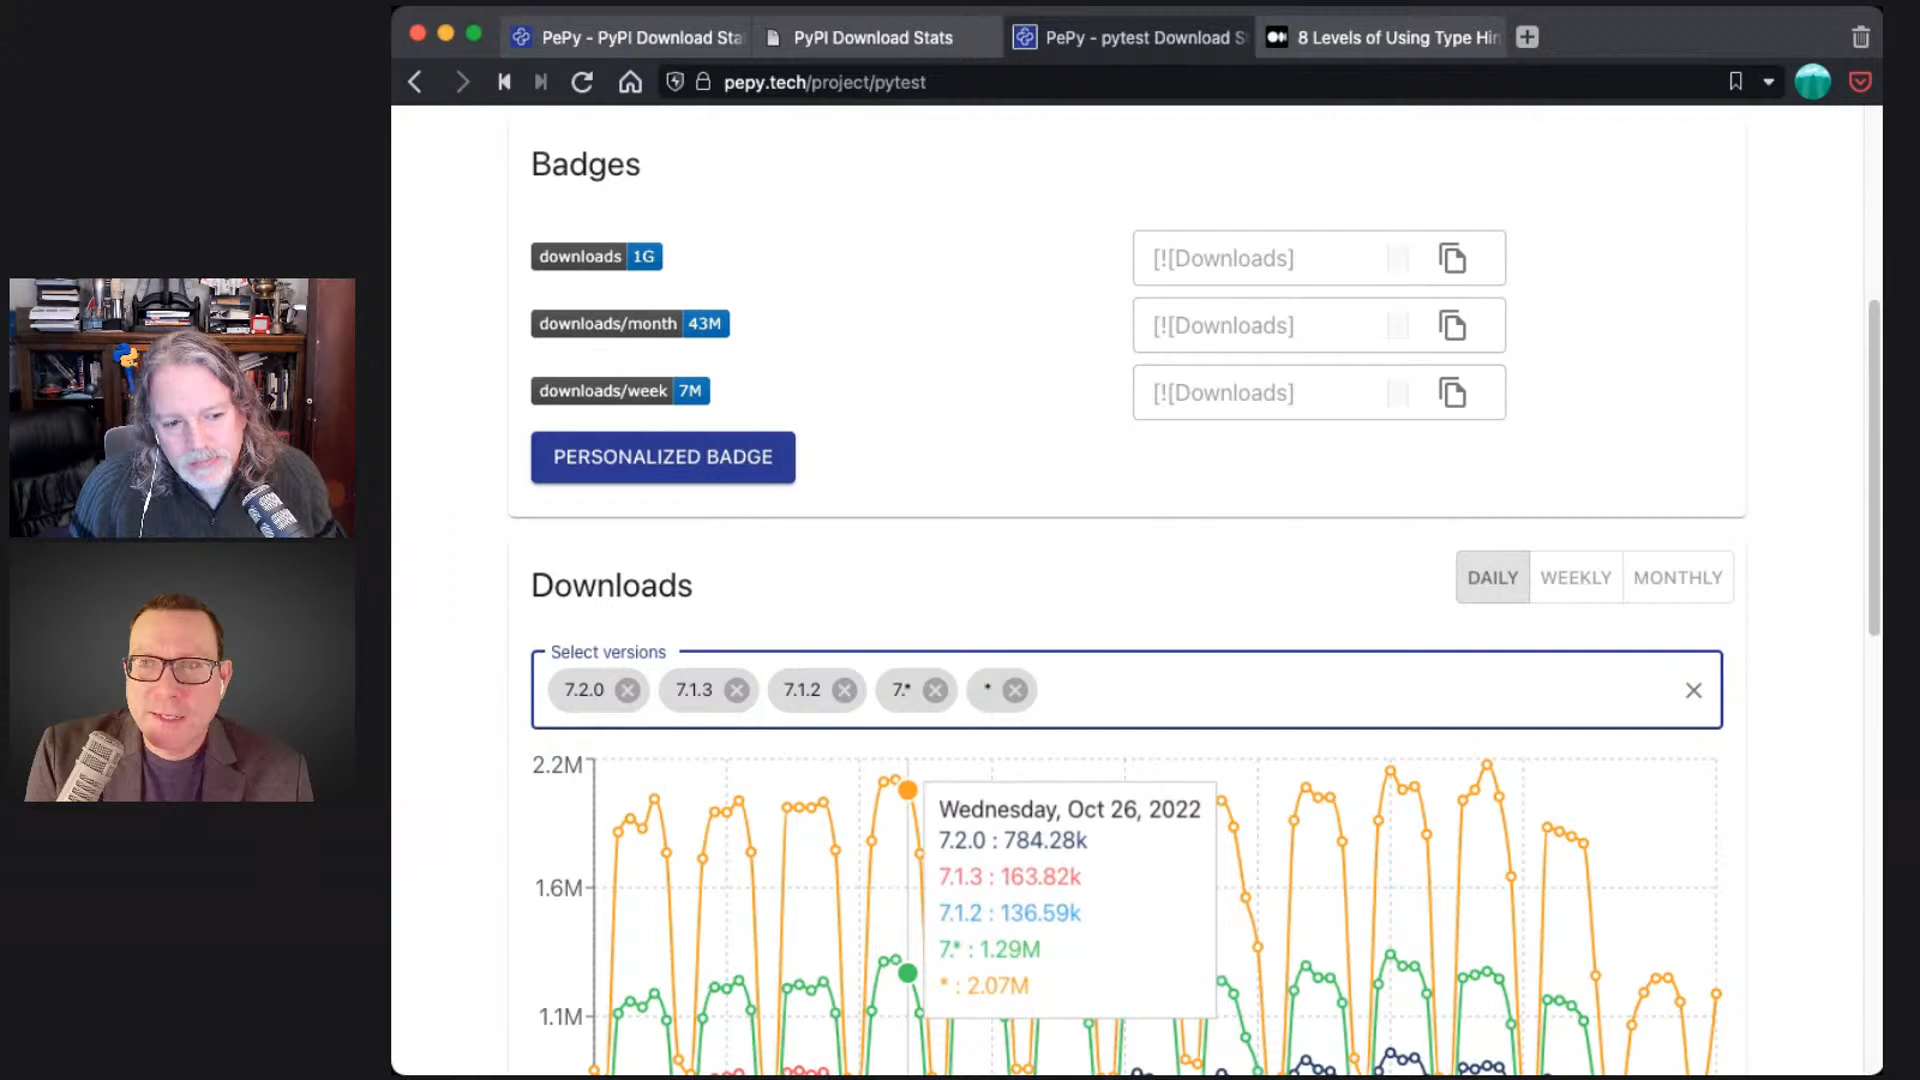 PePy - PyPI Download Sta
PyPI Download Stats
PePy - pytest Download S
8 Levels of Using Type Hin
pepy.tech/project/pytest
Badges
downloads 1G
[![Downloads]
downloads/month 43M
[![Downloads]
downloads/week 7M
[![Downloads]
PERSONALIZED BADGE
Downloads
DAILY WEEKLY MONTHLY
Select versions
7.2.0 7.1.3 7.1.2 7.* *
2.2M
1.6M
1.1M
Wednesday, Oct 26, 2022
7.2.0 : 784.28k
7.1.3 : 163.82k
7.1.2 : 136.59k
7.* : 1.29M
* : 2.07M